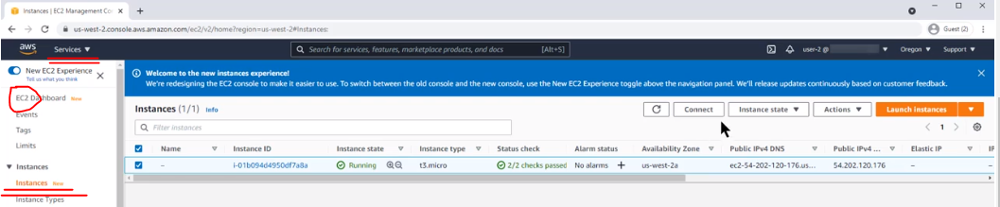 Instances | EC2 Management Con
us-west-2.console.aws.amazon.com/ec2/v2/home?region=us-west-2#Instances:
Guest (2)
aws Services ▼ Search for services, features, marketplace products, and docs [Alt+S] user-2 @ ▼ Oregon ▼ Support ▼
New EC2 Experience
Tell us what you think
Welcome to the new instances experience!
We're redesigning the EC2 console to make it easier to use. To switch between the old console and the new console, use the New EC2 Experience toggle above the navigation panel. We'll release updates continuously based on customer feedback.
EC2 Dashboard New
Events
Tags
Limits
▼ Instances
Instances New
Instance Types
Instances (1/1) Info
Connect Instance state ▼ Actions ▼ Launch instances ▼
Filter instances
< 1 >
Name Instance ID Instance state Instance type Status check Alarm status Availability Zone Public IPv4 DNS Public IPv4 ... Elastic IP IP
– i-01b094d4950df7a8a Running t3.micro 2/2 checks passed No alarms + us-west-2a ec2-54-202-120-176.us... 54.202.120.176 – –